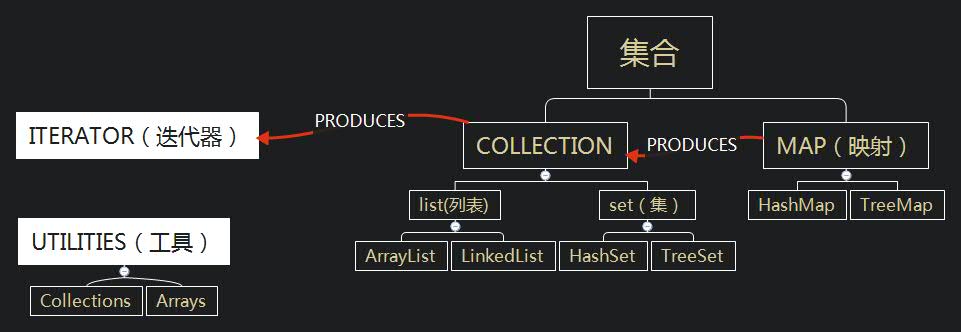 集合
PRODUCES
ITERATOR（迭代器）
COLLECTION
PRODUCES
MAP（映射）
list(列表)
set（集）
HashMap
TreeMap
UTILITIES（工具）
ArrayList
LinkedList
HashSet
TreeSet
Collections
Arrays